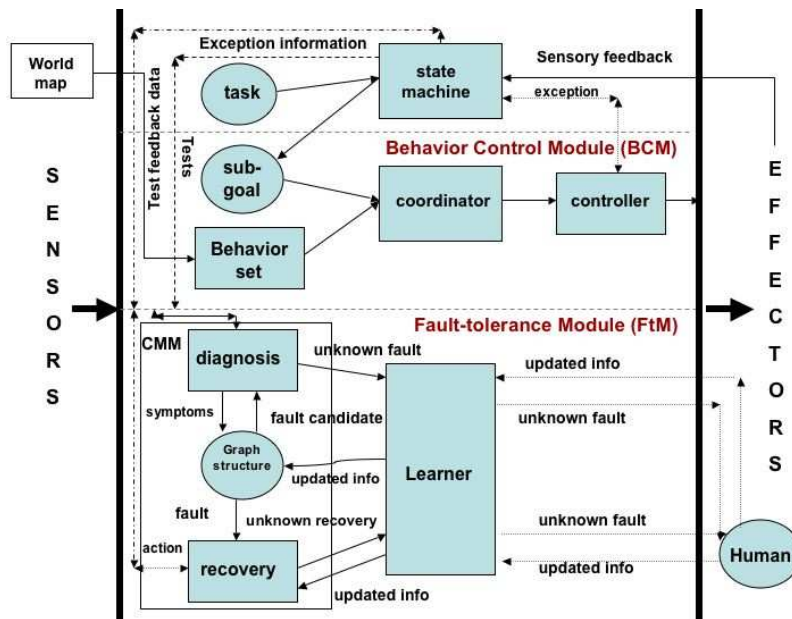 World
map
Exception information
state
machine
Sensory feedback
task
exception
Test feedback data
Tests
Behavior Control Module (BCM)
sub-
goal
coordinator
controller
Behavior
set
SENSORS
EFFECTORS
Fault-tolerance Module (FtM)
CMM
diagnosis
unknown fault
updated info
symptoms
fault candidate
unknown fault
Graph
structure
updated info
Learner
fault
unknown recovery
unknown fault
action
recovery
updated info
Human
updated info